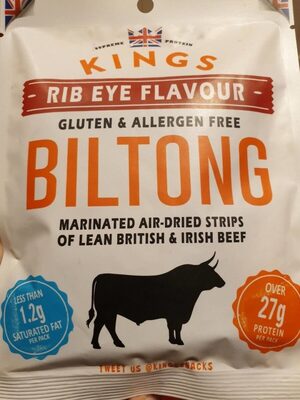 SUPREME PROTEIN
KINGS
- RIB EYE FLAVOUR -
GLUTEN & ALLERGEN FREE
BILTONG
MARINATED AIR-DRIED STRIPS
OF LEAN BRITISH & IRISH BEEF
LESS THAN
1.2g
SATURATED FAT
PER PACK
OVER
27g
PROTEIN
PER PACK
TWEET US @KINGSSNACKS